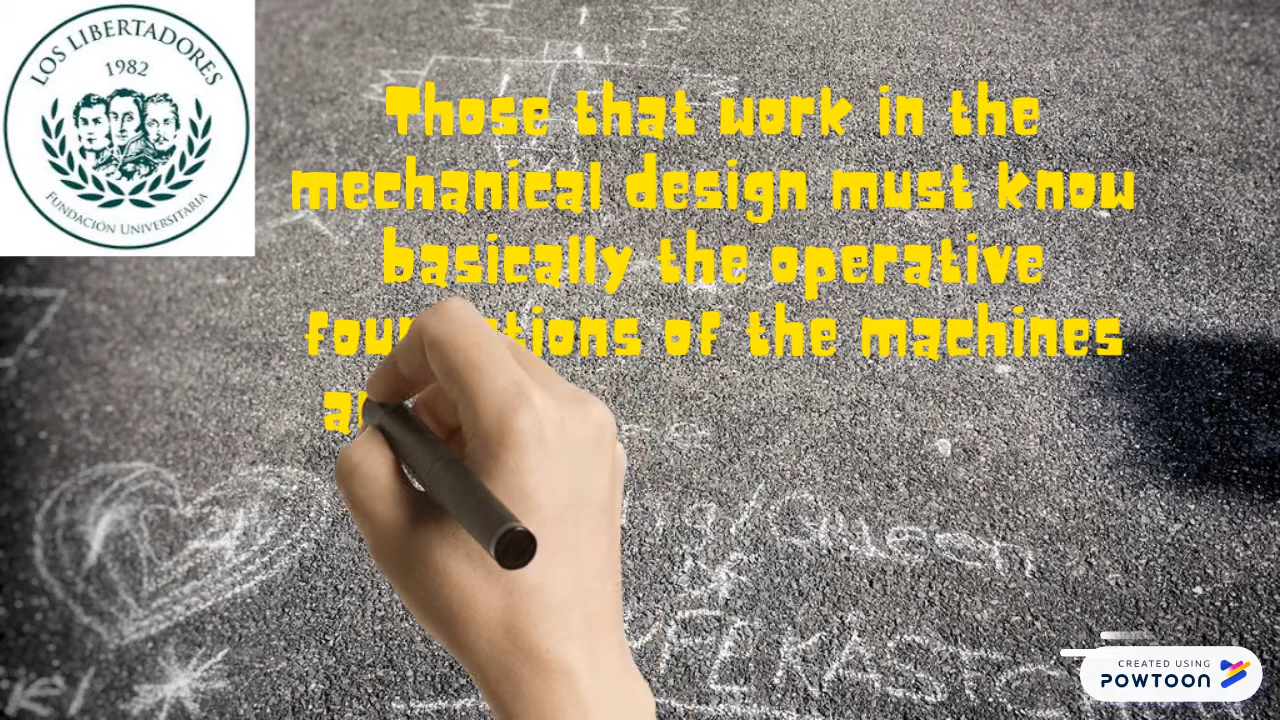 LOS LIBERTADORES
1982
FUNDACIÓN UNIVERSITARIA
Those that work in the
mechanical design must know
basically the operative
of the machines
Queen
CREATED USING
POWTOON